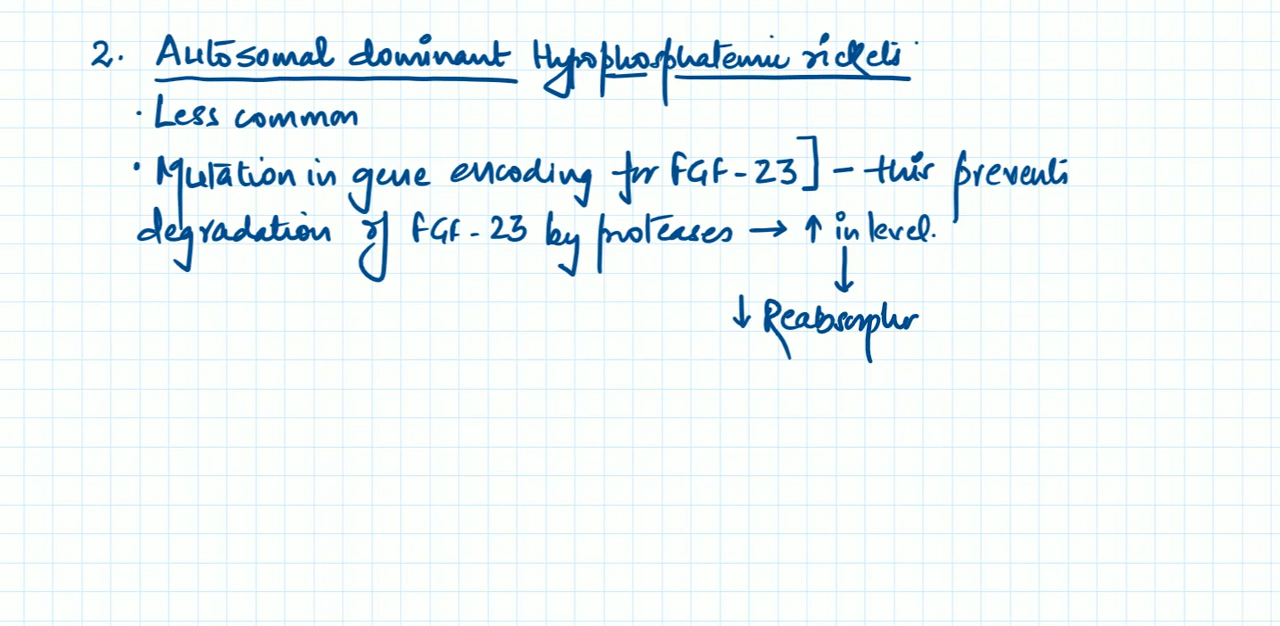 2. Autosomal dominant Hypophosphatemic rickets
· Less common
· Mutation in gene encoding for FGF-23] - this prevents
degradation of FGF-23 by proteases → ↑ in level.
↓
↓ Reabsorptn